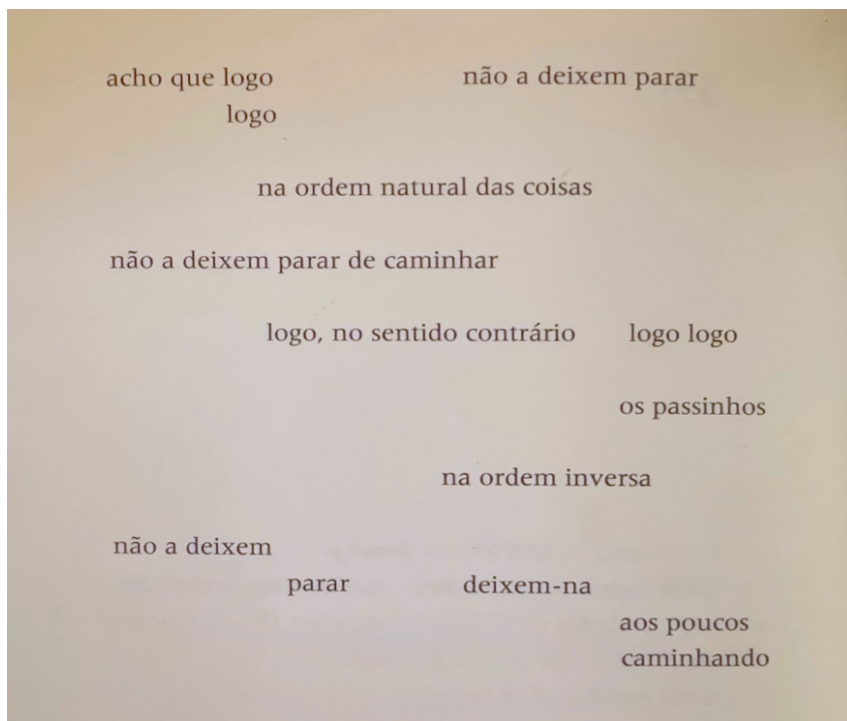 acho que logo não a deixem parar
logo
na ordem natural das coisas
não a deixem parar de caminhar
logo, no sentido contrário logo logo
os passinhos
na ordem inversa
não a deixem
parar deixem-na
aos poucos
caminhando